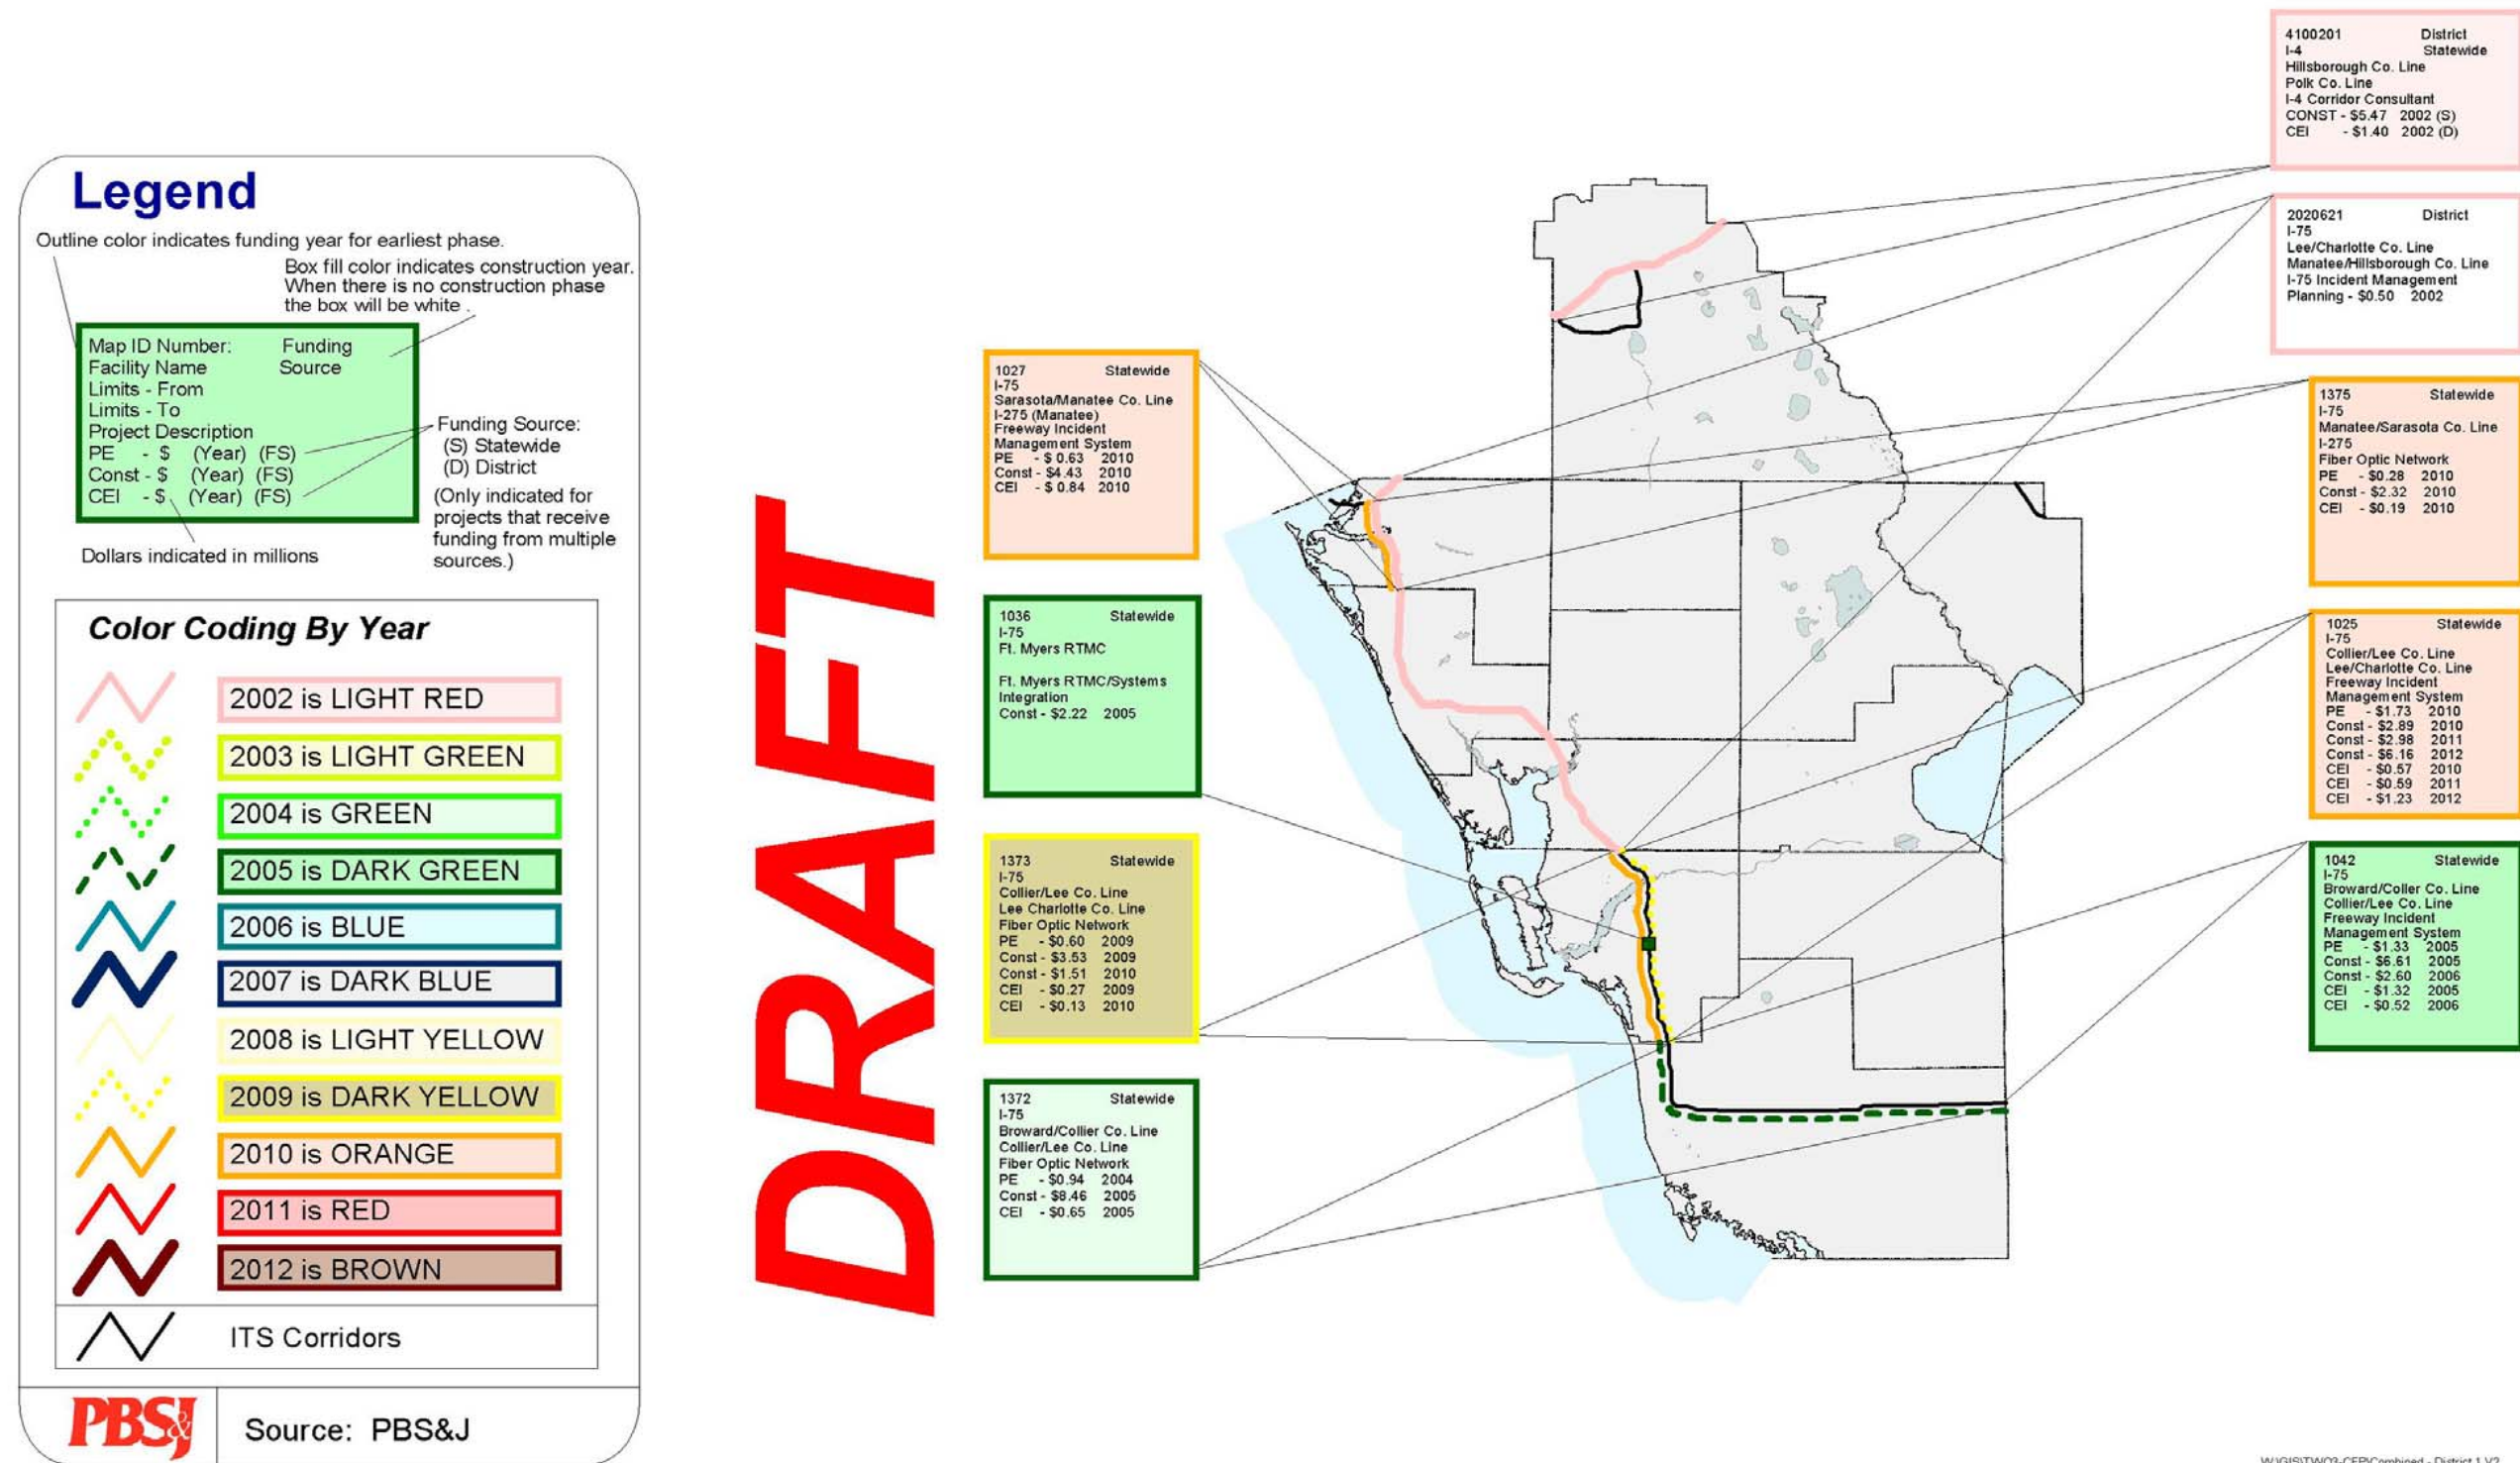 Legend
Outline color indicates funding year for earliest phase.
Box fill color indicates construction year.
When there is no construction phase
the box will be white .
Map ID Number: Funding
Facility Name Source
Limits - From
Limits - To
Project Description
PE - $ (Year) (FS)
Const - $ (Year) (FS)
CEI - $ (Year) (FS)
Funding Source:
(S) Statewide
(D) District
(Only indicated for
projects that receive
funding from multiple
sources.)
Dollars indicated in millions
Color Coding By Year
2002 is LIGHT RED
2003 is LIGHT GREEN
2004 is GREEN
2005 is DARK GREEN
2006 is BLUE
2007 is DARK BLUE
2008 is LIGHT YELLOW
2009 is DARK YELLOW
2010 is ORANGE
2011 is RED
2012 is BROWN
ITS Corridors
PBS&J
Source: PBS&J
DRAFT
1027 Statewide
I-75
Sarasota/Manatee Co. Line
I-275 (Manatee)
Freeway Incident
Management System
PE - $ 0.63 2010
Const - $4.43 2010
CEI - $ 0.84 2010
1036 Statewide
I-75
Ft. Myers RTMC
Ft. Myers RTMC/Systems
Integration
Const - $2.22 2005
1373 Statewide
I-75
Collier/Lee Co. Line
Lee Charlotte Co. Line
Fiber Optic Network
PE - $0.60 2009
Const - $3.53 2009
Const - $1.51 2010
CEI - $0.27 2009
CEI - $0.13 2010
1372 Statewide
I-75
Broward/Collier Co. Line
Collier/Lee Co. Line
Fiber Optic Network
PE - $0.94 2004
Const - $8.46 2005
CEI - $0.65 2005
4100201 District
I-4 Statewide
Hillsborough Co. Line
Polk Co. Line
I-4 Corridor Consultant
CONST - $5.47 2002 (S)
CEI - $1.40 2002 (D)
2020621 District
I-75
Lee/Charlotte Co. Line
Manatee/Hillsborough Co. Line
I-75 Incident Management
Planning - $0.50 2002
1375 Statewide
I-75
Manatee/Sarasota Co. Line
I-275
Fiber Optic Network
PE - $0.28 2010
Const - $2.32 2010
CEI - $0.19 2010
1025 Statewide
I-75
Collier/Lee Co. Line
Lee/Charlotte Co. Line
Freeway Incident
Management System
PE - $1.73 2010
Const - $2.89 2010
Const - $2.98 2011
Const - $6.16 2012
CEI - $0.57 2010
CEI - $0.59 2011
CEI - $1.23 2012
1042 Statewide
I-75
Broward/Coller Co. Line
Collier/Lee Co. Line
Freeway Incident
Management System
PE - $1.33 2005
Const - $6.61 2005
Const - $2.60 2006
CEI - $1.32 2005
CEI - $0.52 2006
- District 1 V2